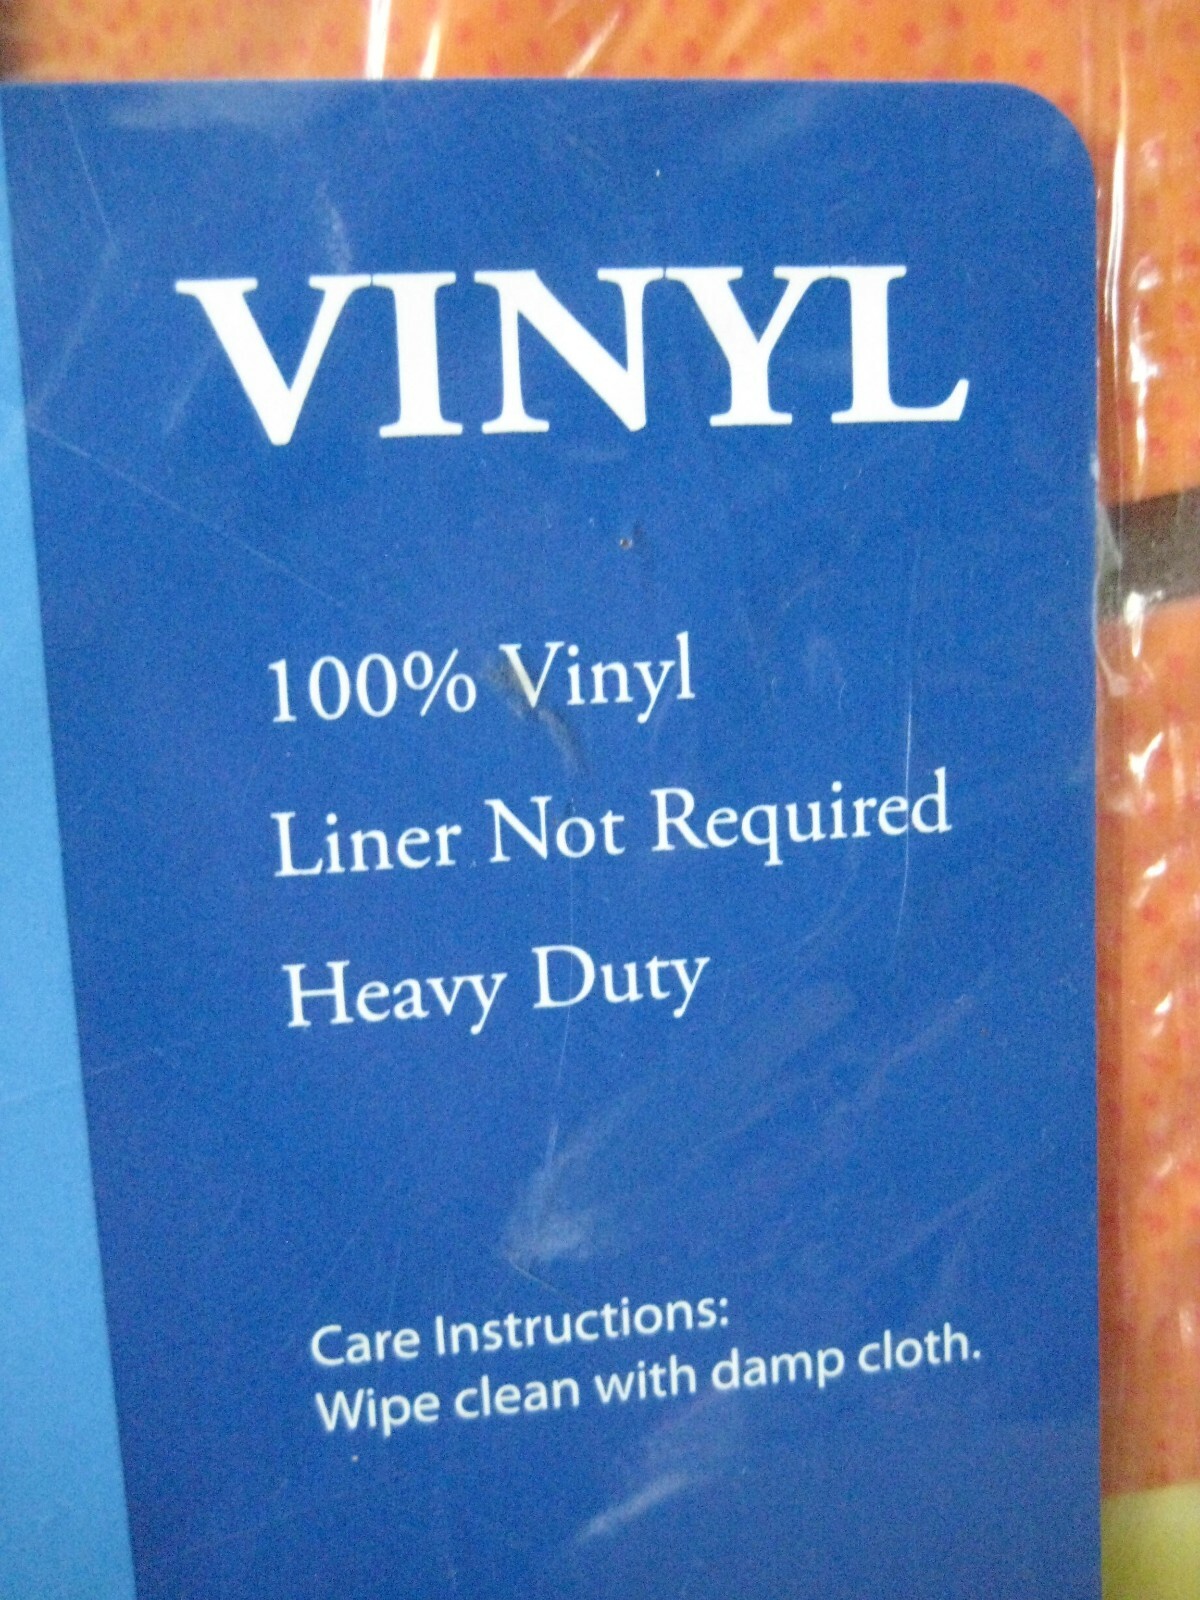 VINYL
100% Vinyl
Liner Not Required
Heavy Duty
Care Instructions:
Wipe clean with damp cloth.